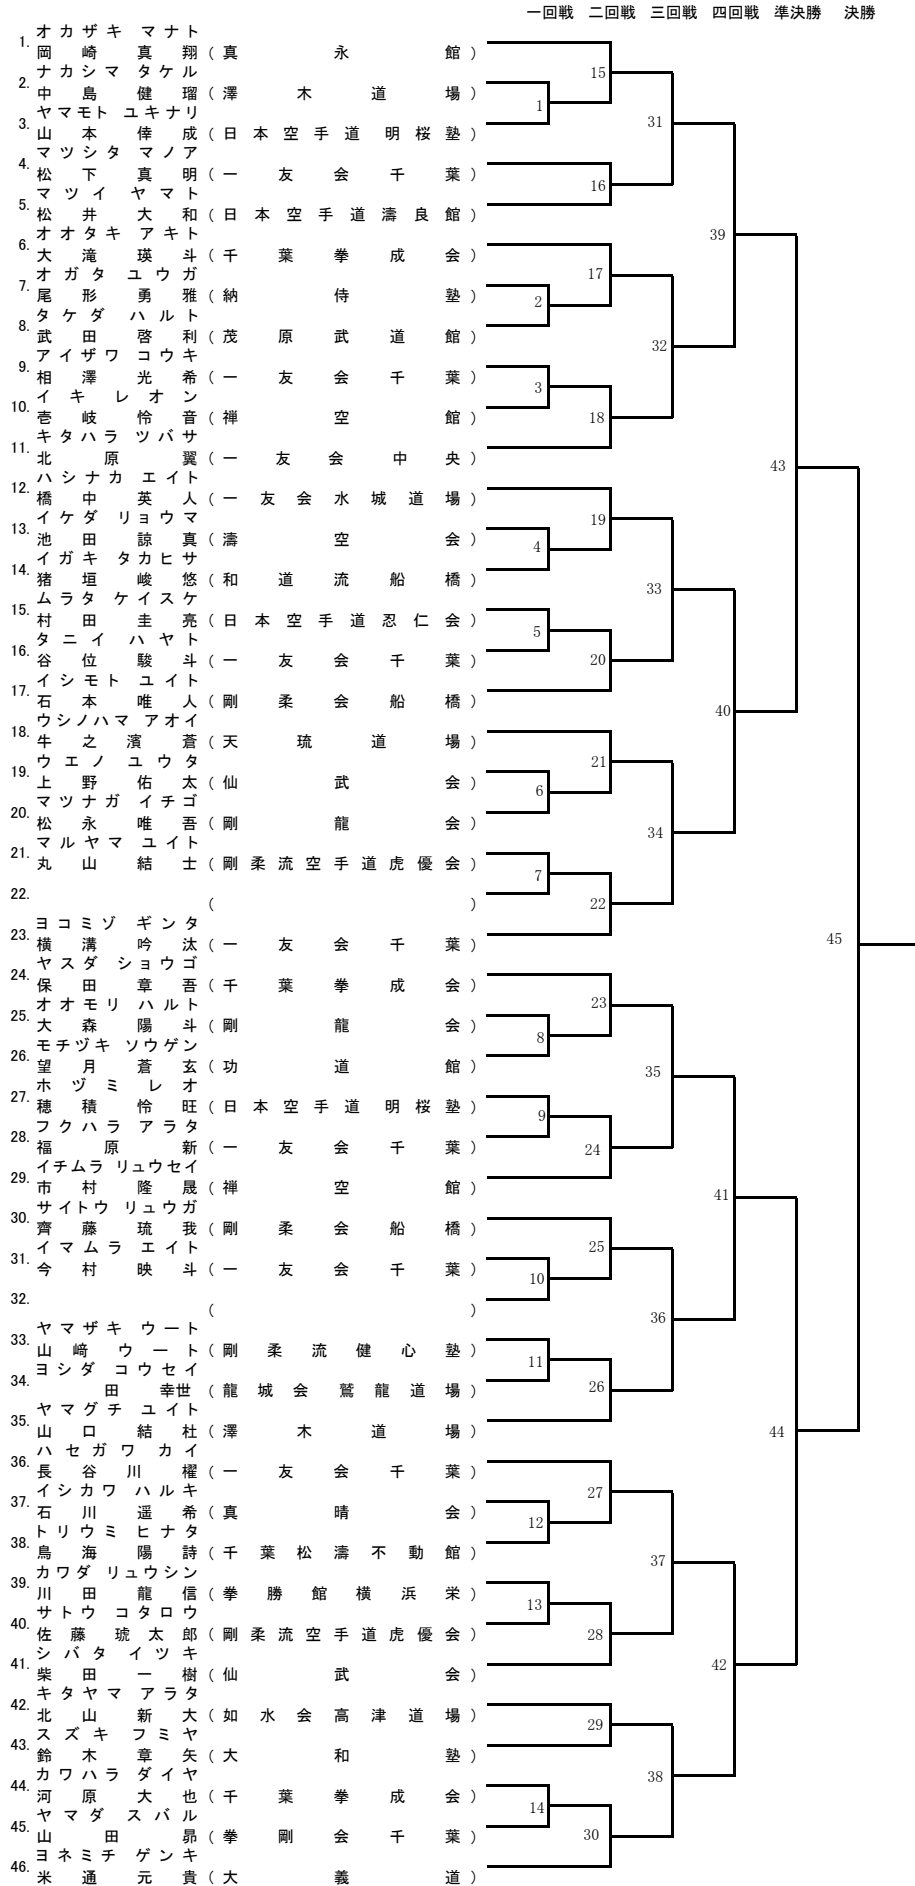 一回戦 二回戦 三回戦 四回戦 準決勝 決勝
オカザキ マナト
1. 岡崎真翔 (真永館)
ナカシマ タケル
2. 中島健瑠 (澤木道場)
ヤマモト ユキナリ
3. 山本倖成 (日本空手道 明桜塾)
マツシタ マノア
4. 松下真明 (一友会千葉)
マツイ ヤマト
5. 松井大和 (日本空手道濤良館)
オオタキ アキト
6. 大滝瑛斗 (千葉拳成会)
オガタ ユウガ
7. 尾形勇雅 (納侍塾)
タケダ ハルト
8. 武田啓利 (茂原武道館)
アイザワ コウキ
9. 相澤光希 (一友会千葉)
イキ レオン
10. 壱岐怜音 (禅空館)
キタハラ ツバサ
11. 北原翼 (一友会中央)
ハシナカ エイト
12. 橋中英人 (一友会水城道場)
イケダ リョウマ
13. 池田諒真 (濤空会)
イガキ タカヒサ
14. 猪垣峻悠 (和道流船橋)
ムラタ ケイスケ
15. 村田圭亮 (日本空手道忍仁会)
タニイ ハヤト
16. 谷位駿斗 (一友会千葉)
イシモト ユイト
17. 石本唯人 (剛柔会船橋)
ウシノハマ アオイ
18. 牛之濱蒼 (天琉道場)
ウエノ ユウタ
19. 上野佑太 (仙武会)
マツナガ イチゴ
20. 松永唯吾 (剛龍会)
マルヤマ ユイト
21. 丸山結士 (剛柔流空手道虎優会)
22. ( )
ヨコミゾ ギンタ
23. 横溝吟汰 (一友会千葉)
ヤスダ ショウゴ
24. 保田章吾 (千葉拳成会)
オオモリ ハルト
25. 大森陽斗 (剛龍会)
モチヅキ ソウゲン
26. 望月蒼玄 (功道館)
ホヅミ レオ
27. 穂積怜旺 (日本空手道 明桜塾)
フクハラ アラタ
28. 福原新 (一友会千葉)
イチムラ リュウセイ
29. 市村隆晟 (禅空館)
サイトウ リュウガ
30. 齊藤琉我 (剛柔会船橋)
イマムラ エイト
31. 今村映斗 (一友会千葉)
32. ( )
ヤマザキ ウート
33. 山﨑ウート (剛柔流健心塾)
ヨシダ コウセイ
34. 田 幸世 (龍城会 鷲龍道場)
ヤマグチ ユイト
35. 山口結杜 (澤木道場)
ハセガワ カイ
36. 長谷川櫂 (一友会千葉)
イシカワ ハルキ
37. 石川遥希 (真晴会)
トリウミ ヒナタ
38. 鳥海陽詩 (千葉松濤不動館)
カワダ リュウシン
39. 川田龍信 (拳勝館横浜栄)
サトウ コタロウ
40. 佐藤琥太郎 (剛柔流空手道虎優会)
シバタ イツキ
41. 柴田一樹 (仙武会)
キタヤマ アラタ
42. 北山新大 (如水会高津道場)
スズキ フミヤ
43. 鈴木章矢 (大和塾)
カワハラ ダイヤ
44. 河原大也 (千葉拳成会)
ヤマダ スバル
45. 山田昴 (拳剛会千葉)
ヨネミチ ゲンキ
46. 米通元貴 (大義道)
1
2
3
4
5
6
7
8
9
10
11
12
13
14
15
16
17
18
19
20
21
22
23
24
25
26
27
28
29
30
31
32
33
34
35
36
37
38
39
40
41
42
43
44
45